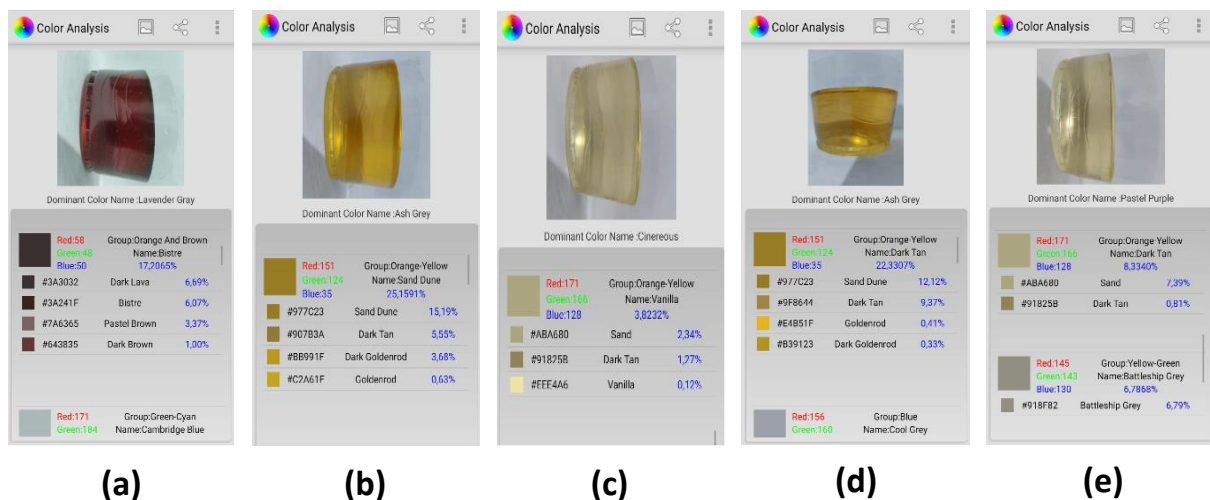 Color Analysis
Dominant Color Name :Lavender Gray
Red:58 Group:Orange And Brown
Green:48 Name:Bistre
Blue:50 17,2065%
#3A3032 Dark Lava 6,69%
#3A241F Bistre 6,07%
#7A6365 Pastel Brown 3,37%
#643835 Dark Brown 1,00%
Red:171 Group:Green-Cyan
Green:184 Name:Cambridge Blue
(a)
Color Analysis
Dominant Color Name :Ash Grey
Red:151 Group:Orange-Yellow
Green:124 Name:Sand Dune
Blue:35 25,1591%
#977C23 Sand Dune 15,19%
#907B3A Dark Tan 5,55%
#BB991F Dark Goldenrod 3,68%
#C2A61F Goldenrod 0,63%
(b)
Color Analysis
Dominant Color Name :Cinereous
Red:171 Group:Orange-Yellow
Green:166 Name:Vanilla
Blue:128 3,8232%
#ABA680 Sand 2,34%
#91825B Dark Tan 1,27%
#EEE4A6 Vanilla 0,12%
(c)
Color Analysis
Dominant Color Name :Ash Grey
Red:151 Group:Orange-Yellow
Green:124 Name:Dark Tan
Blue:35 22,3307%
#977C23 Sand Dune 12,12%
#9F8644 Dark Tan 9,37%
#E4B51F Goldenrod 0,41%
#B39123 Dark Goldenrod 0,33%
Red:156 Group:Blue
Green:160 Name:Cool Grey
(d)
Color Analysis
Dominant Color Name :Pastel Purple
Red:171 Group:Orange-Yellow
Green:166 Name:Dark Tan
Blue:128 8,3340%
#ABA680 Sand 7,39%
#91825B Dark Tan 0,81%
Red:145 Group:Yellow-Green
Green:143 Name:Battleship Grey
Blue:130 6,7868%
#918F82 Battleship Grey 6,79%
(e)